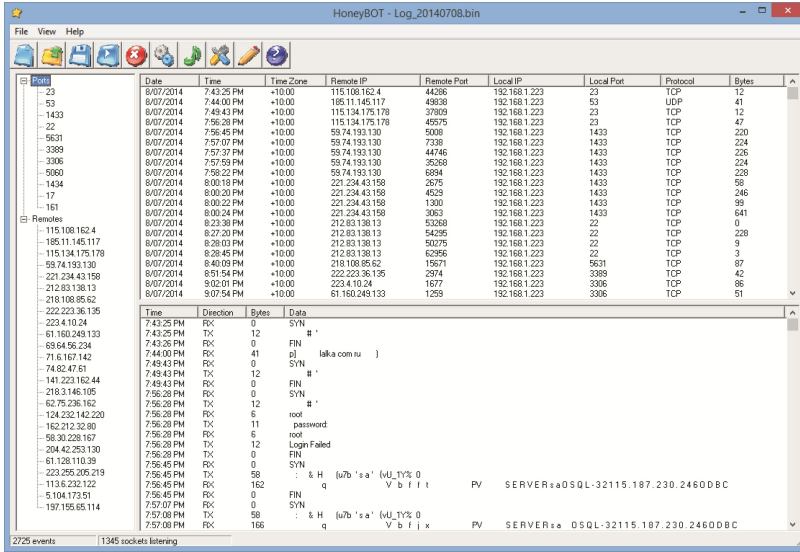 HoneyBOT - Log_20140708.bin
File View Help
Ports
23
53
1433
22
5631
3389
3306
5060
1434
17
161
Remotes
115.108.162.4
185.11.145.117
115.134.175.178
59.74.193.130
221.234.43.158
212.83.138.13
218.108.85.62
222.223.36.135
223.4.10.24
61.160.249.133
69.64.56.234
71.6.167.142
74.82.47.61
141.223.162.44
218.3.146.105
62.75.236.162
124.232.142.220
162.212.32.80
58.30.228.167
204.42.253.130
61.128.110.39
223.255.205.219
113.6.232.122
5.104.173.51
197.155.65.114
Date Time Time Zone Remote IP Remote Port Local IP Local Port Protocol Bytes
8/07/2014 7:43:25 PM +10:00 115.108.162.4 44286 192.168.1.223 23 TCP 12
8/07/2014 7:44:00 PM +10:00 185.11.145.117 49838 192.168.1.223 53 UDP 41
8/07/2014 7:49:43 PM +10:00 115.134.175.178 37809 192.168.1.223 23 TCP 12
8/07/2014 7:56:28 PM +10:00 115.134.175.178 45575 192.168.1.223 23 TCP 47
8/07/2014 7:56:45 PM +10:00 59.74.193.130 5008 192.168.1.223 1433 TCP 220
8/07/2014 7:57:07 PM +10:00 59.74.193.130 7338 192.168.1.223 1433 TCP 224
8/07/2014 7:57:37 PM +10:00 59.74.193.130 44746 192.168.1.223 1433 TCP 226
8/07/2014 7:57:59 PM +10:00 59.74.193.130 35268 192.168.1.223 1433 TCP 224
8/07/2014 7:58:22 PM +10:00 59.74.193.130 6894 192.168.1.223 1433 TCP 228
8/07/2014 8:00:18 PM +10:00 221.234.43.158 2675 192.168.1.223 1433 TCP 58
8/07/2014 8:00:20 PM +10:00 221.234.43.158 4529 192.168.1.223 1433 TCP 246
8/07/2014 8:00:22 PM +10:00 221.234.43.158 1300 192.168.1.223 1433 TCP 99
8/07/2014 8:00:24 PM +10:00 221.234.43.158 3063 192.168.1.223 1433 TCP 641
8/07/2014 8:23:38 PM +10:00 212.83.138.13 53268 192.168.1.223 22 TCP 0
8/07/2014 8:27:20 PM +10:00 212.83.138.13 54295 192.168.1.223 22 TCP 228
8/07/2014 8:28:03 PM +10:00 212.83.138.13 50275 192.168.1.223 22 TCP 9
8/07/2014 8:28:45 PM +10:00 212.83.138.13 62956 192.168.1.223 22 TCP 3
8/07/2014 8:40:09 PM +10:00 218.108.85.62 15671 192.168.1.223 5631 TCP 87
8/07/2014 8:51:54 PM +10:00 222.223.36.135 2974 192.168.1.223 3389 TCP 42
8/07/2014 9:02:01 PM +10:00 223.4.10.24 1677 192.168.1.223 3306 TCP 86
8/07/2014 9:07:54 PM +10:00 61.160.249.133 1259 192.168.1.223 3306 TCP 51
Time Direction Bytes Data
7:43:25 PM RX 0 SYN
7:43:25 PM TX 12 # '
7:43:26 PM RX 0 FIN
7:44:00 PM RX 41 p] lalka com ru }
7:49:43 PM RX 0 SYN
7:49:43 PM TX 12 # '
7:49:43 PM RX 0 FIN
7:56:28 PM RX 0 SYN
7:56:28 PM TX 12 # '
7:56:28 PM RX 6 root
7:56:28 PM TX 11 password:
7:56:28 PM RX 6 root
7:56:28 PM TX 12 Login Failed
7:56:28 PM RX 0 FIN
7:56:45 PM RX 0 SYN
7:56:45 PM TX 58 : & H (u7b 's a' (vU_1Y% 0
7:56:45 PM RX 162 q V b f f t PV SERVERsaOSQL-32115.187.230.246ODBC
7:56:45 PM RX 0 FIN
7:57:07 PM RX 0 SYN
7:57:08 PM TX 58 : & H (u7b 's a' (vU_1Y% 0
7:57:08 PM RX 166 q V b f j x PV SERVERsa OSQL-32115.187.230.246ODBC
2725 events 1345 sockets listening